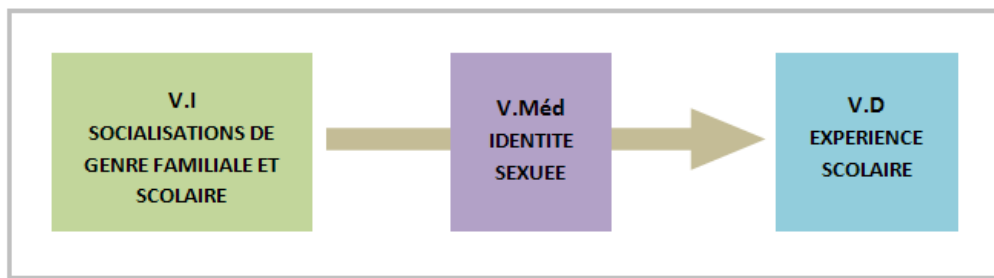 V.I
SOCIALISATIONS DE
GENRE FAMILIALE ET
SCOLAIRE
V.Méd
IDENTITE
SEXUEE
V.D
EXPERIENCE
SCOLAIRE